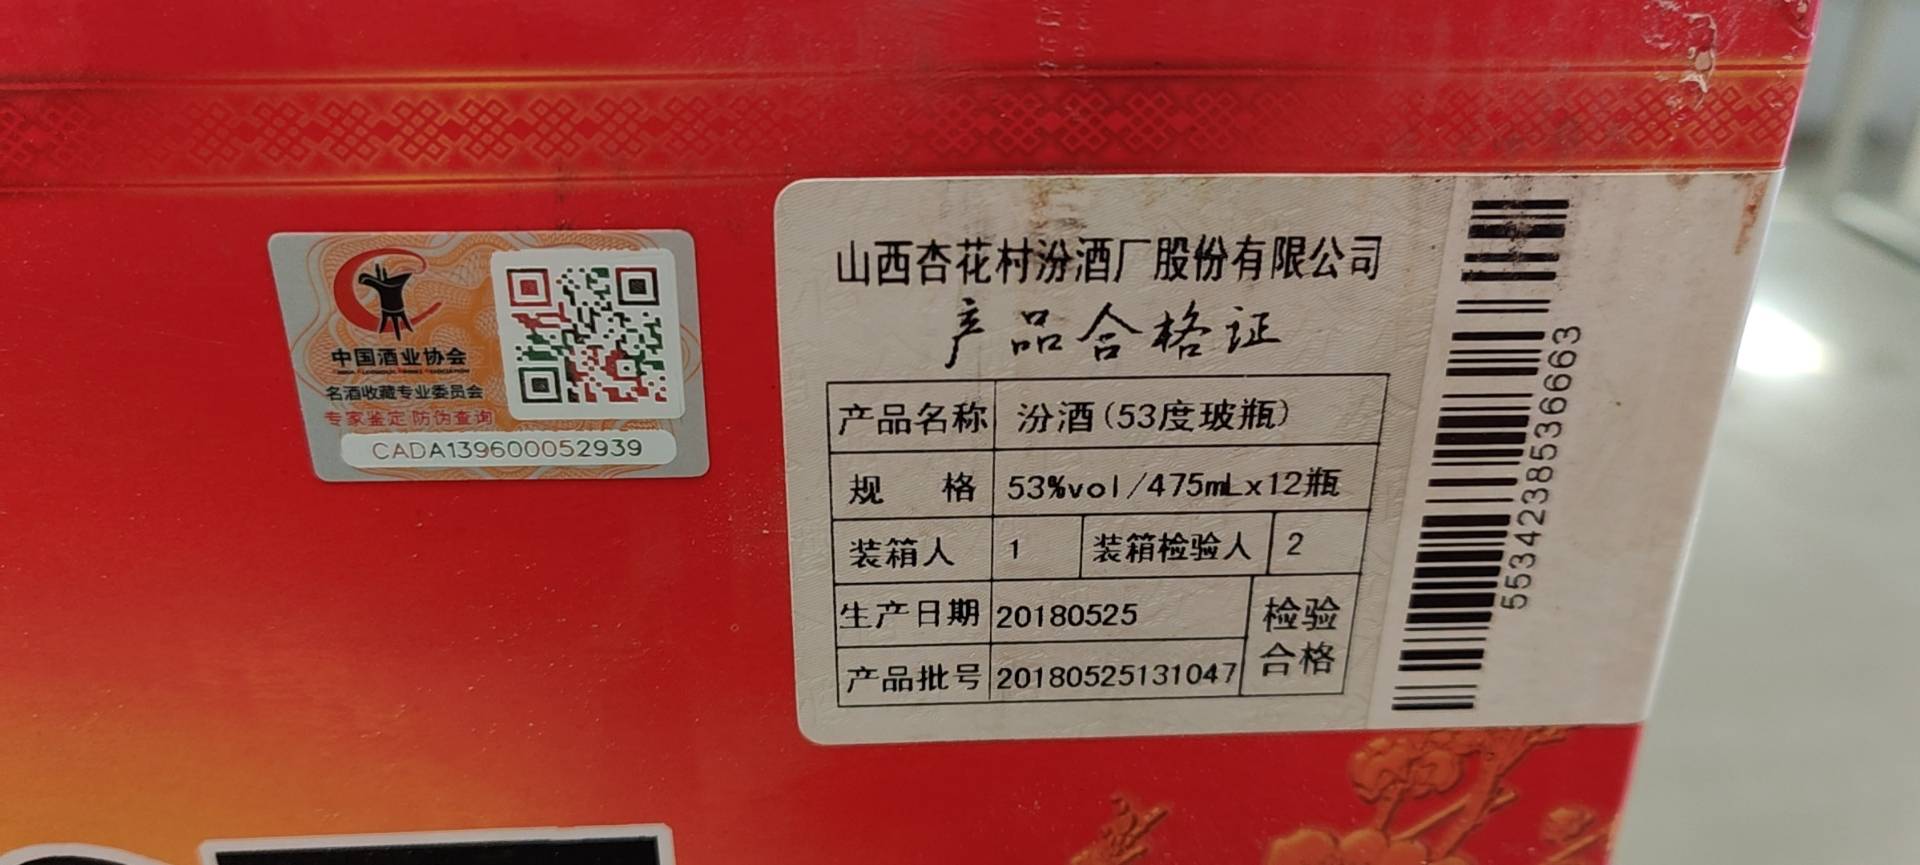 中国酒业协会
名酒收藏专业委员会
专家鉴定 防伪查询
CADA139600052939
山西杏花村汾酒厂股份有限公司
产品合格证
产品名称 汾酒(53度玻瓶)
规 格 53%vol/475mLx12瓶
装箱人 1 装箱检验人 2
生产日期 20180525
产品批号 20180525131047
检验
合格
5534238536663